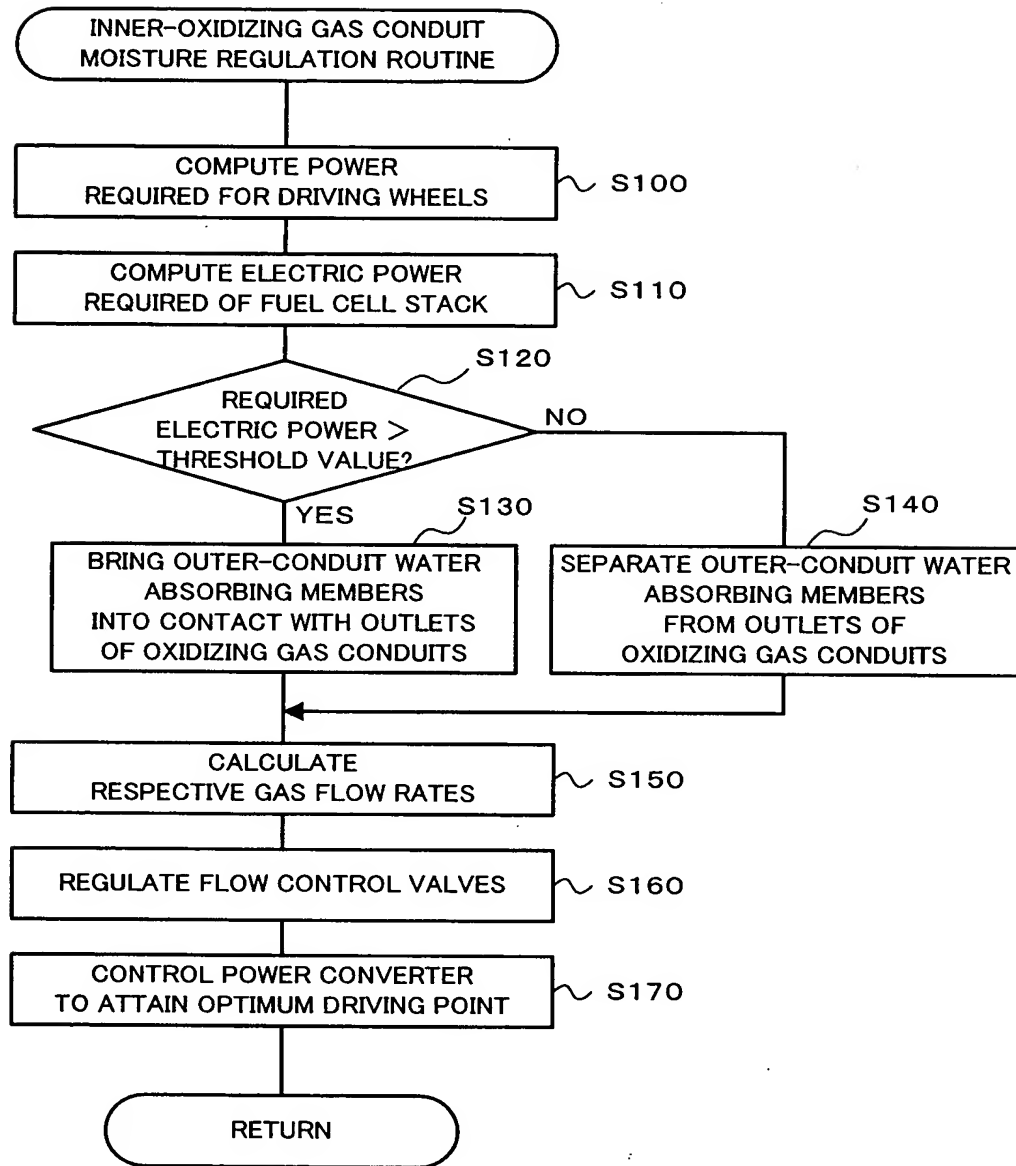 INNER-OXIDIZING GAS CONDUIT
MOISTURE REGULATION ROUTINE
COMPUTE POWER
REQUIRED FOR DRIVING WHEELS
S100
COMPUTE ELECTRIC POWER
REQUIRED OF FUEL CELL STACK
S110
S120
REQUIRED
ELECTRIC POWER >
THRESHOLD VALUE?
NO
YES
S130
BRING OUTER-CONDUIT WATER
ABSORBING MEMBERS
INTO CONTACT WITH OUTLETS
OF OXIDIZING GAS CONDUITS
S140
SEPARATE OUTER-CONDUIT WATER
ABSORBING MEMBERS
FROM OUTLETS OF
OXIDIZING GAS CONDUITS
CALCULATE
RESPECTIVE GAS FLOW RATES
S150
REGULATE FLOW CONTROL VALVES
S160
CONTROL POWER CONVERTER
TO ATTAIN OPTIMUM DRIVING POINT
S170
RETURN